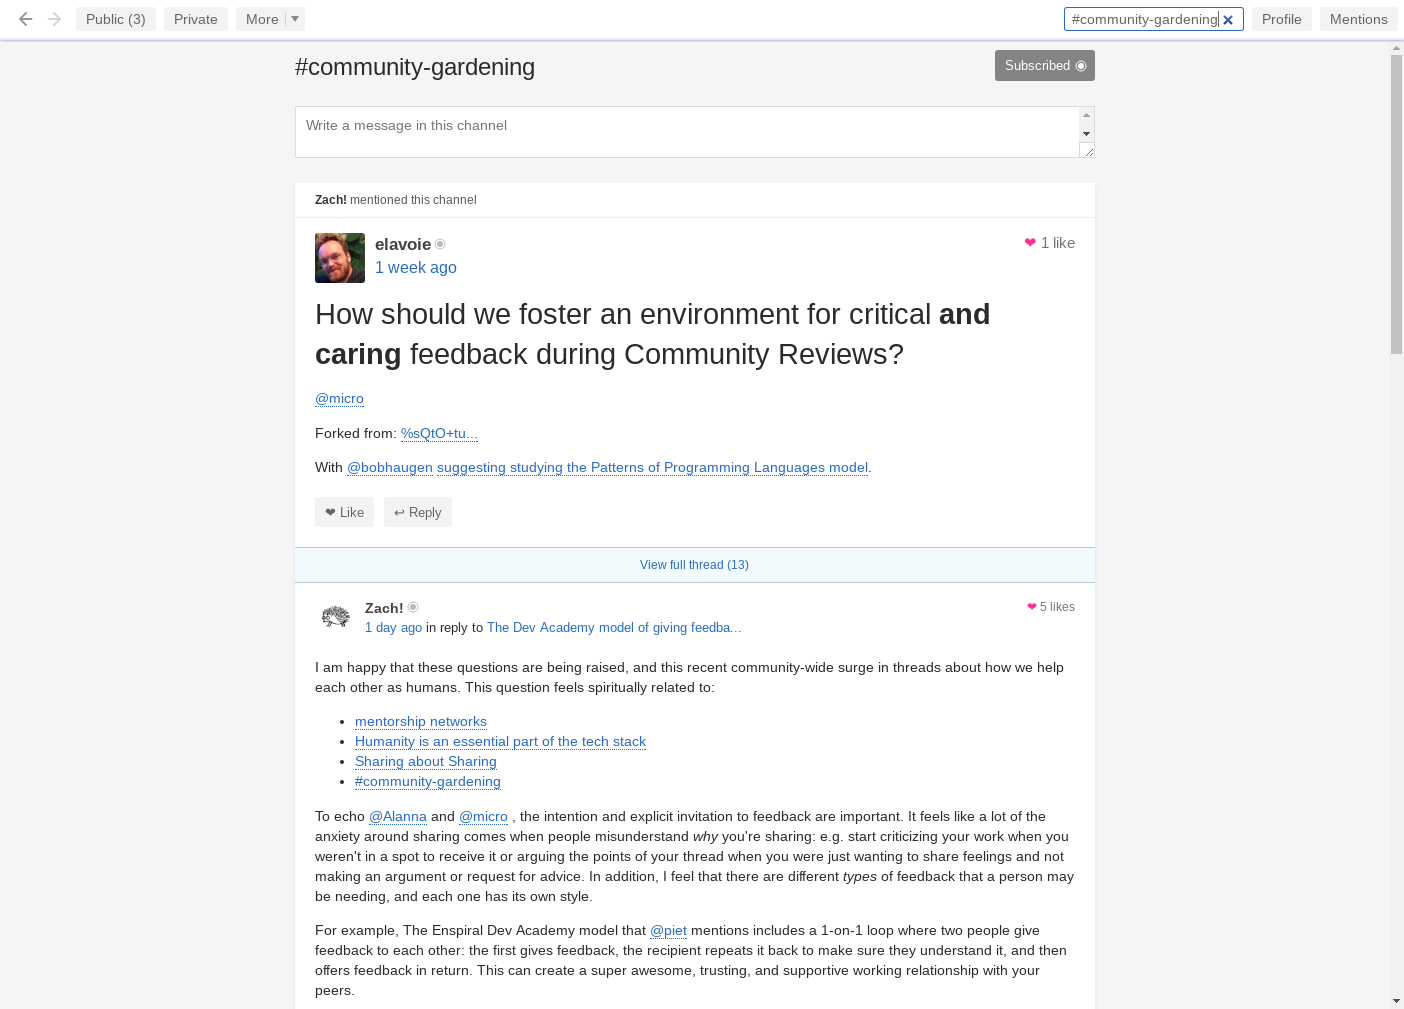 Public (3) Private More #community-gardening Profile Mentions
#community-gardening Subscribed
Write a message in this channel
Zach! mentioned this channel
elavoie ❤ 1 like
1 week ago
How should we foster an environment for critical and
caring feedback during Community Reviews?
@micro
Forked from: %sQtO+tu...
With @bobhaugen suggesting studying the Patterns of Programming Languages model.
❤ Like ↩ Reply
View full thread (13)
Zach! ❤ 5 likes
1 day ago in reply to The Dev Academy model of giving feedba...
I am happy that these questions are being raised, and this recent community-wide surge in threads about how we help
each other as humans. This question feels spiritually related to:
• mentorship networks
• Humanity is an essential part of the tech stack
• Sharing about Sharing
• #community-gardening
To echo @Alanna and @micro , the intention and explicit invitation to feedback are important. It feels like a lot of the
anxiety around sharing comes when people misunderstand why you're sharing: e.g. start criticizing your work when you
weren't in a spot to receive it or arguing the points of your thread when you were just wanting to share feelings and not
making an argument or request for advice. In addition, I feel that there are different types of feedback that a person may
be needing, and each one has its own style.
For example, The Enspiral Dev Academy model that @piet mentions includes a 1-on-1 loop where two people give
feedback to each other: the first gives feedback, the recipient repeats it back to make sure they understand it, and then
offers feedback in return. This can create a super awesome, trusting, and supportive working relationship with your
peers.